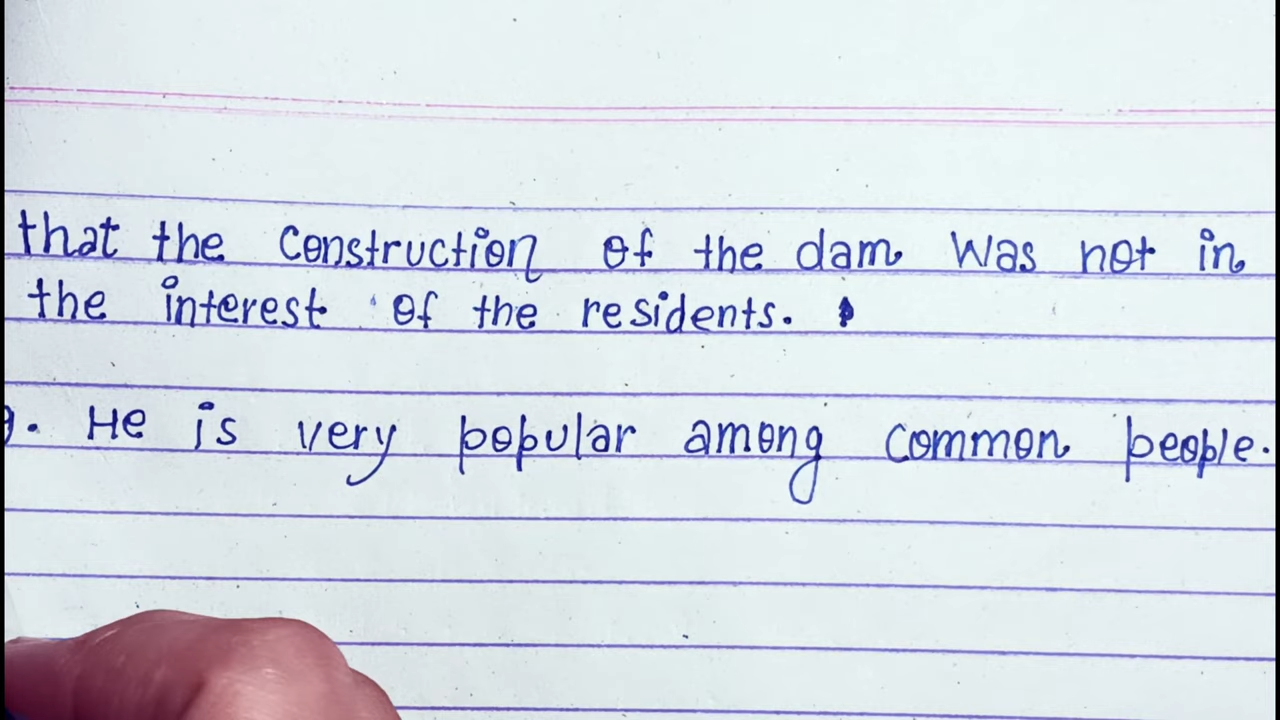 that the construction of the dam was not in
the interest of the residents.
. He is very popular among common people.